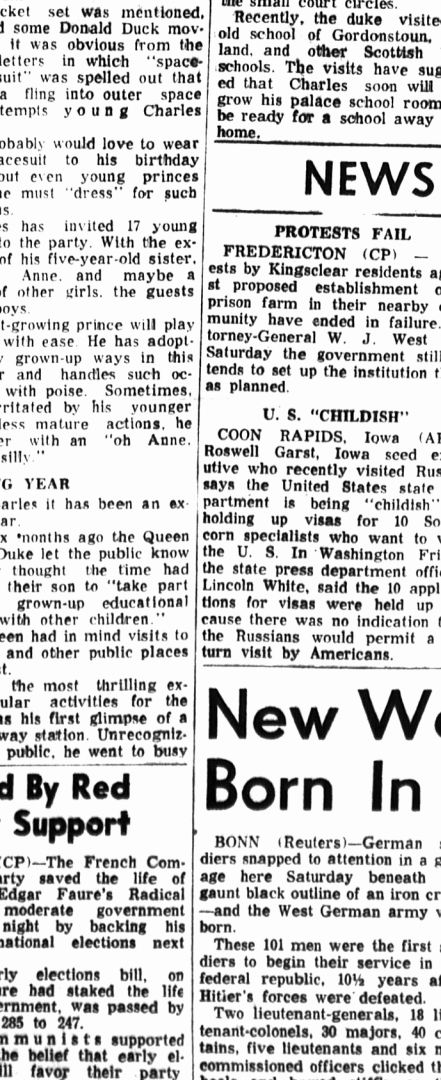 cket set was mentioned,
d some Donald Duck mov-
it was obvious from the
letters in which "space-
suit" was spelled out that
a fling into outer space
tempts young Charles
obably would love to wear
acesuit to his birthday
out even young princes
he must "dress" for such
ns.
es has invited 17 young
to the party. With the ex-
of his five-year-old sister,
Anne, and maybe a
of other girls, the guests
boys.
t-growing prince will play
with ease. He has adopt-
y grown-up ways in this
r and handles such oc-
with poise. Sometimes,
rritated by his younger
less mature actions, he
er with an "oh Anne,
silly."
G YEAR
arles it has been an ex-
ar.
x months ago the Queen
Duke let the public know
thought the time had
their son to "take part
grown-up educational
with other children."
een had in mind visits to
and other public places
t.
the most thrilling ex-
ular activities for the
as his first glimpse of a
way station. Unrecogniz-
public, he went to busy
d By Red
Support
(CP)—The French Com-
arty saved the life of
Edgar Faure's Radical
moderate government
night by backing his
national elections next
rly elections bill, on
re had staked the life
ernment, was passed by
285 to 247.
mmunists supported
he belief that early el-
ill favor their party
the small court circles.
Recently, the duke visite
old school of Gordonstoun,
land, and other Scottish
schools. The visits have sug
ed that Charles soon will
grow his palace school room
be ready for a school away
home.
NEWS
PROTESTS FAIL
FREDERICTON (CP) —
ests by Kingsclear residents a
st proposed establishment o
prison farm in their nearby
munity have ended in failure.
torney-General W. J. West
Saturday the government still
tends to set up the institution t
as planned.
U. S. "CHILDISH"
COON RAPIDS, Iowa (AP
Roswell Garst, Iowa seed e
utive who recently visited Rus
says the United States state
partment is being "childish"
holding up visas for 10 So
corn specialists who want to v
the U. S. In Washington Fri
the state press department offi
Lincoln White, said the 10 appl
tions for visas were held up
cause there was no indication t
the Russians would permit a
turn visit by Americans.
New We
Born In
BONN (Reuters)—German s
diers snapped to attention in a g
age here Saturday beneath
gaunt black outline of an iron cr
—and the West German army w
born.
These 101 men were the first s
diers to begin their service in
federal republic, 10½ years af
Hitler's forces were defeated.
Two lieutenant-generals, 18 li
tenant-colonels, 30 majors, 40 c
tains, five lieutenants and six n
commissioned officers clicked th